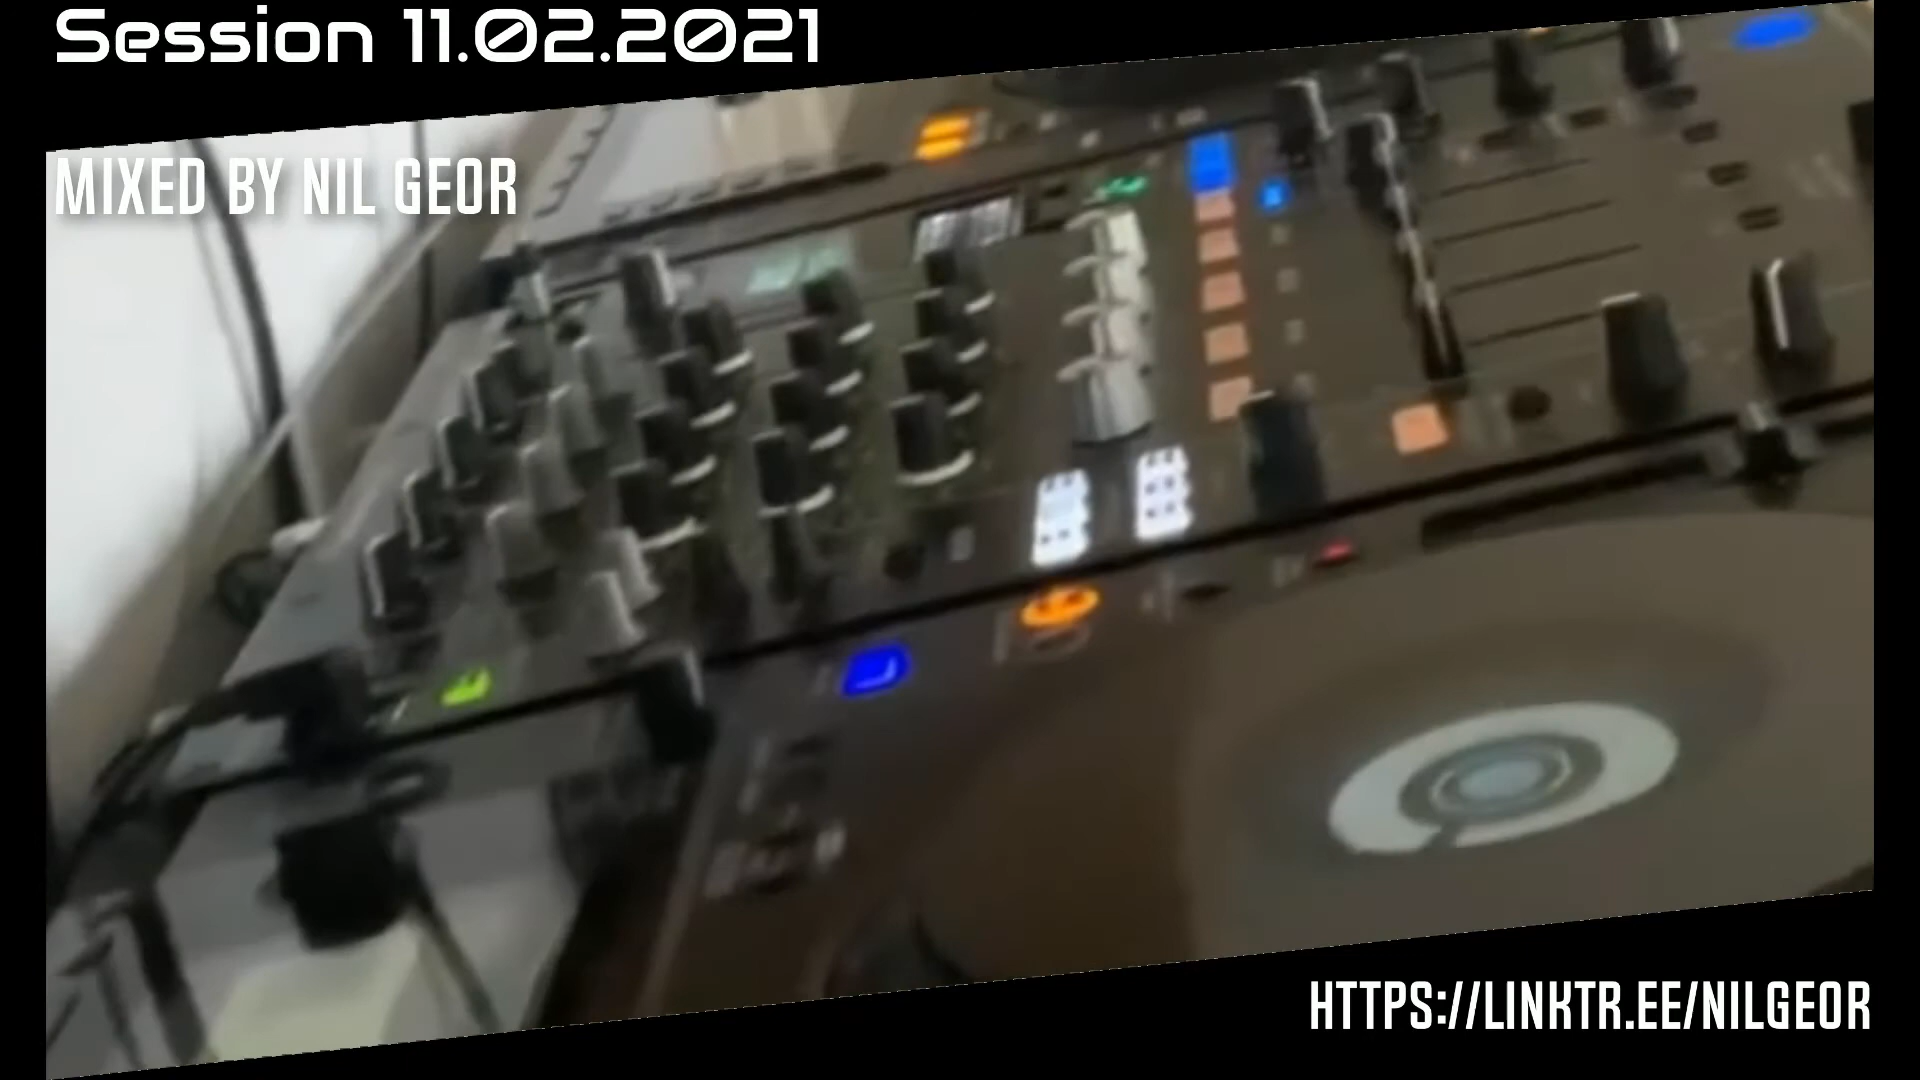 Session 11.02.2021
MIXED BY NIL GEOR
HTTPS://LINKTR.EE/NILGEOR